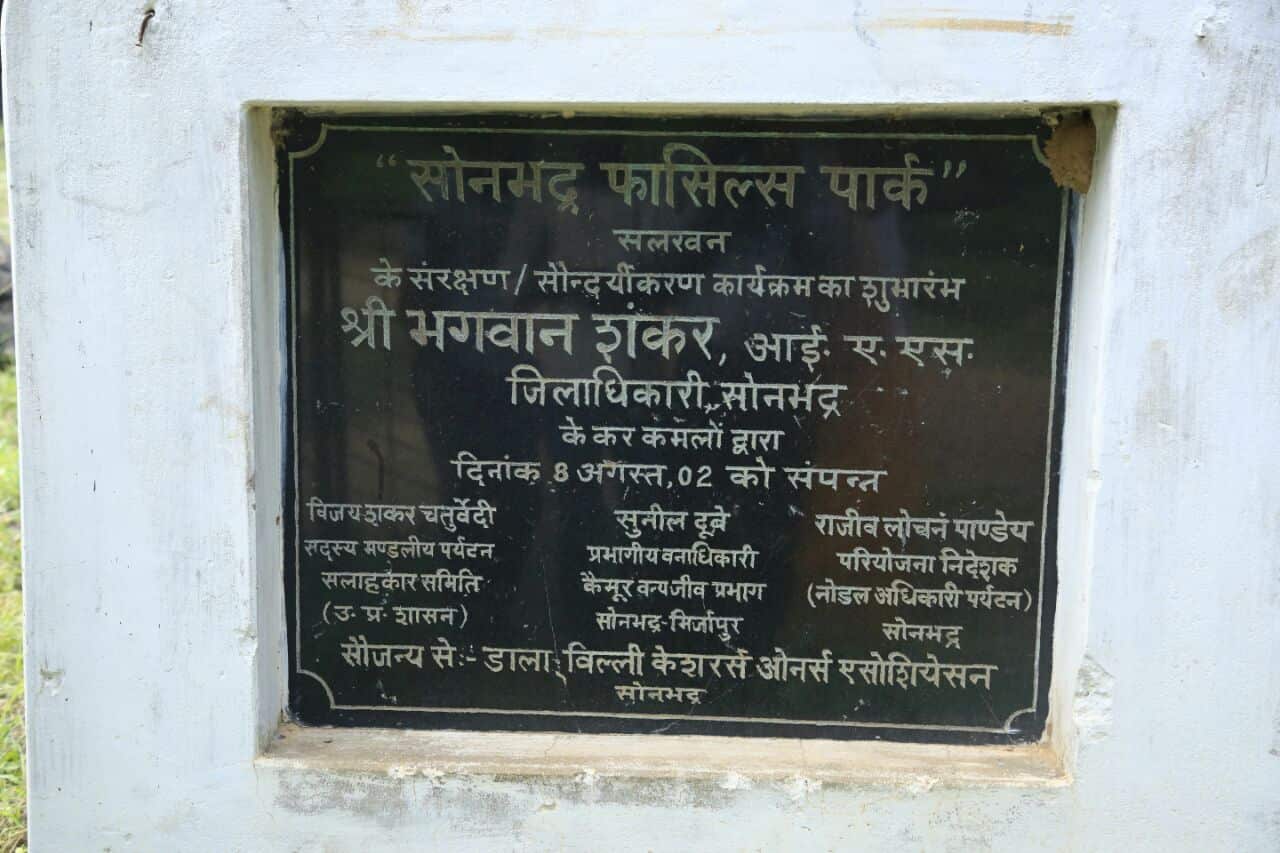 “सोनभद्र फासिल्स पार्क”
सलखन
के संरक्षण / सौन्दर्यीकरण कार्यक्रम का शुभारंभ
श्री भगवान शंकर, आई. ए. एस.
जिलाधिकारी, सोनभद्र
के कर कमलों द्वारा
दिनांक 8 अगस्त, 02 को संपन्न
विजय शंकर चतुर्वेदी
सदस्य मण्डलीय पर्यटन
सलाहकार समिति
(उ. प्र. शासन)
सुनील दूबे
प्रभागीय वनाधिकारी
कैमूर वन्यजीव प्रभाग
सोनभद्र-मिर्जापुर
राजीव लोचनं पाण्डेय
परियोजना निदेशक
(नोडल अधिकारी पर्यटन)
सोनभद्र
सौजन्य से:- डाला, बिल्ली केशरर्स ओनर्स एसोशियेसन
सोनभद्र